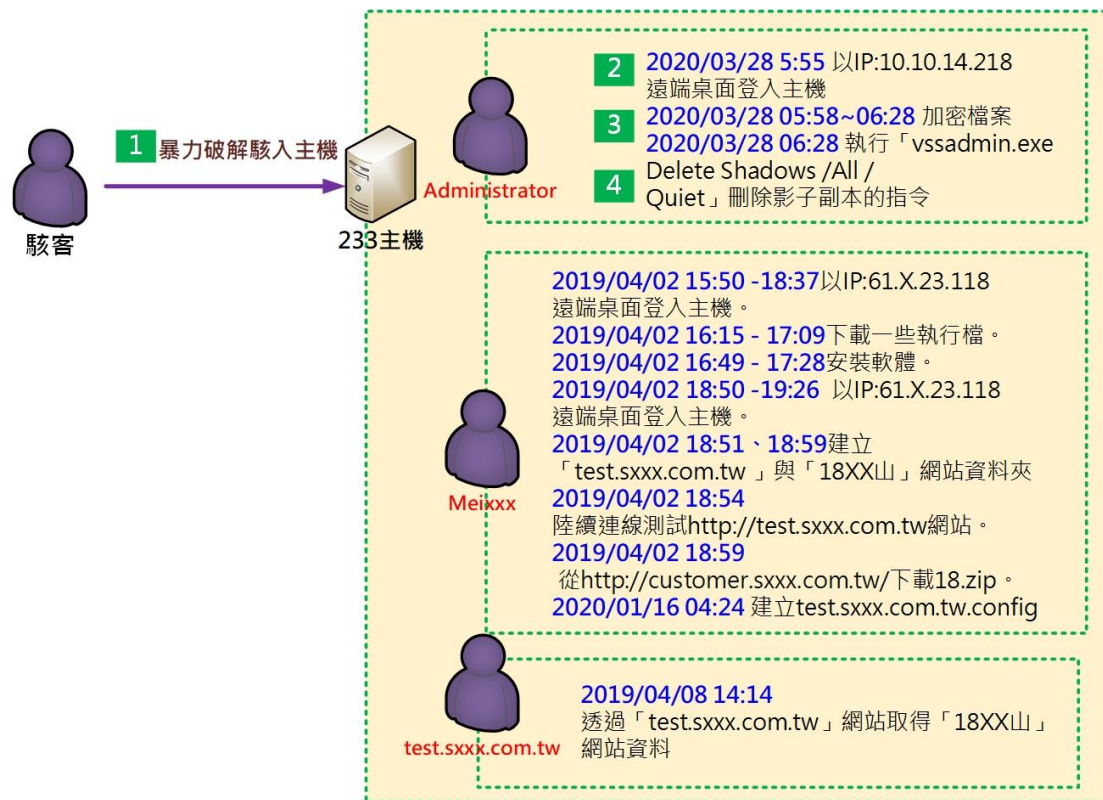 1 暴力破解駭入主機
駭客
233主機
Administrator
2 2020/03/28 5:55 以IP:10.10.14.218
遠端桌面登入主機
3 2020/03/28 05:58~06:28 加密檔案
2020/03/28 06:28 執行「vssadmin.exe
4 Delete Shadows /All /
Quiet」刪除影子副本的指令
Meixxx
2019/04/02 15:50 -18:37以IP:61.X.23.118
遠端桌面登入主機。
2019/04/02 16:15 - 17:09下載一些執行檔。
2019/04/02 16:49 - 17:28安裝軟體。
2019/04/02 18:50 -19:26 以IP:61.X.23.118
遠端桌面登入主機。
2019/04/02 18:51、18:59建立
「test.sxxx.com.tw 」與「18XX山」網站資料夾
2019/04/02 18:54
陸續連線測試http://test.sxxx.com.tw網站。
2019/04/02 18:59
從http://customer.sxxx.com.tw/下載18.zip。
2020/01/16 04:24 建立test.sxxx.com.tw.config
test.sxxx.com.tw
2019/04/08 14:14
透過「test.sxxx.com.tw」網站取得「18XX山」
網站資料